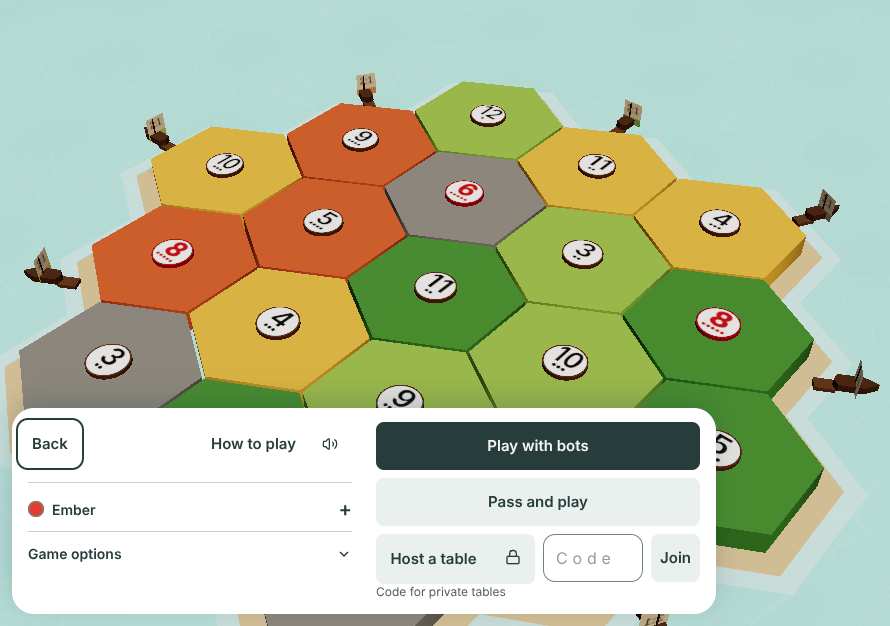 12
9
11
10
6
4
5
3
8
11
8
4
10
3
9
5
Back
How to play
Play with bots
Pass and play
Ember
+
Game options
Host a table
Code
Join
Code for private tables